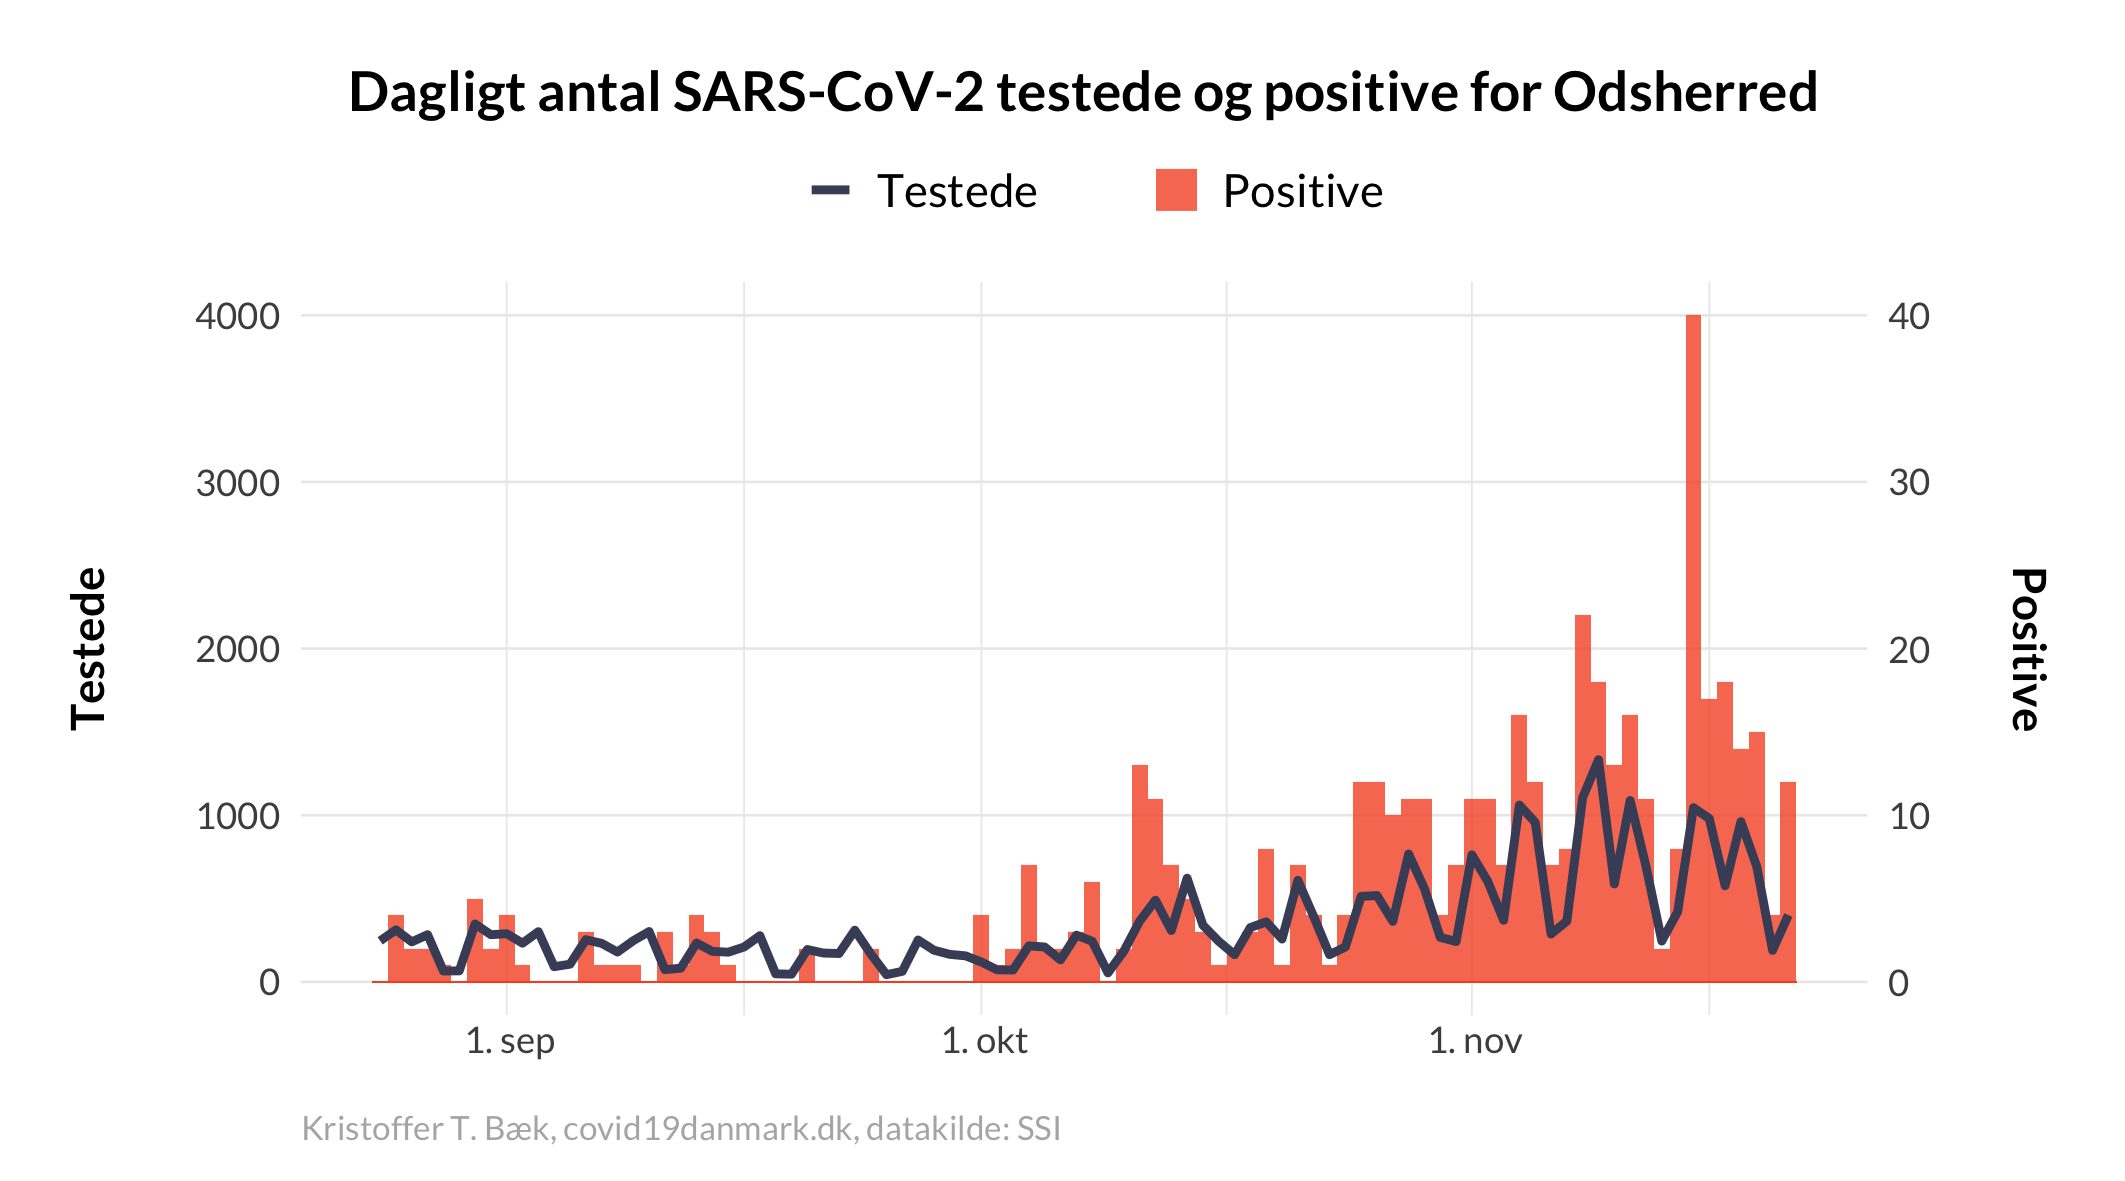 Dagligt antal SARS-CoV-2 testede og positive for Odsherred
Testede Positive
4000 40
3000 30
2000 20
1000 10
0 0
Testede
Positive
1. sep 1. okt 1. nov
Kristoffer T. Bæk, covid19danmark.dk, datakilde: SSI